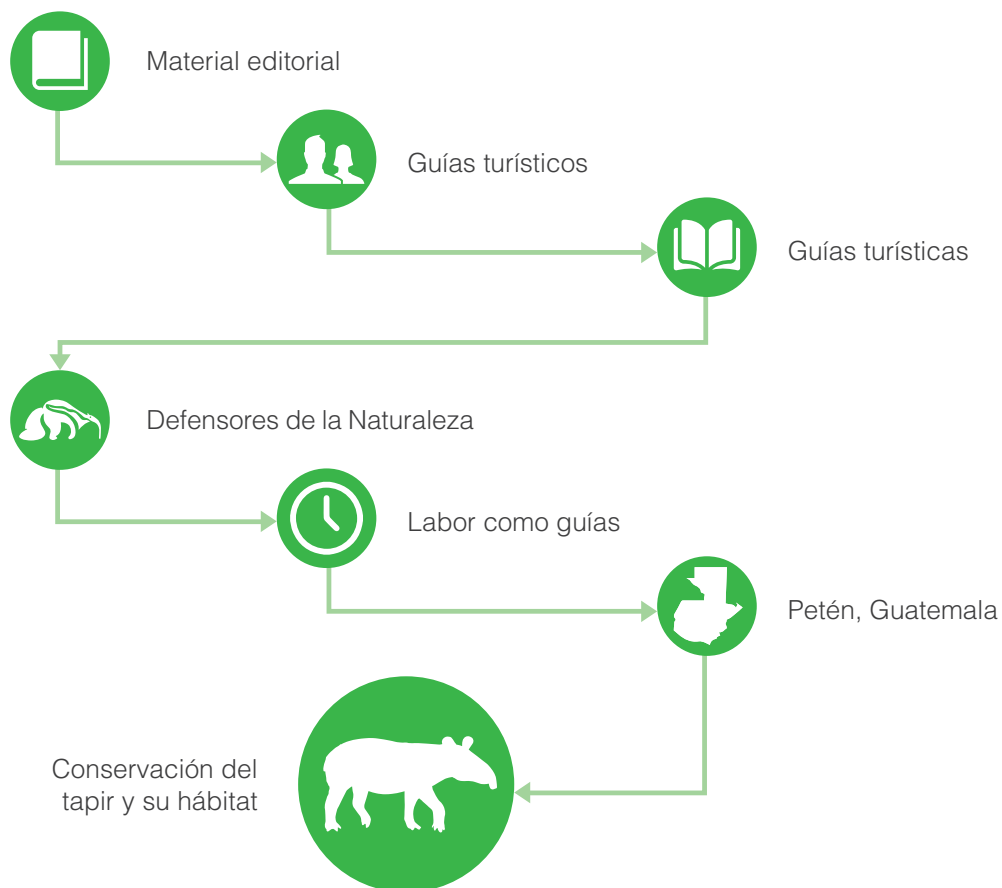 Material editorial
Guías turísticos
Guías turísticas
Defensores de la Naturaleza
Labor como guías
Petén, Guatemala
Conservación del
tapir y su hábitat